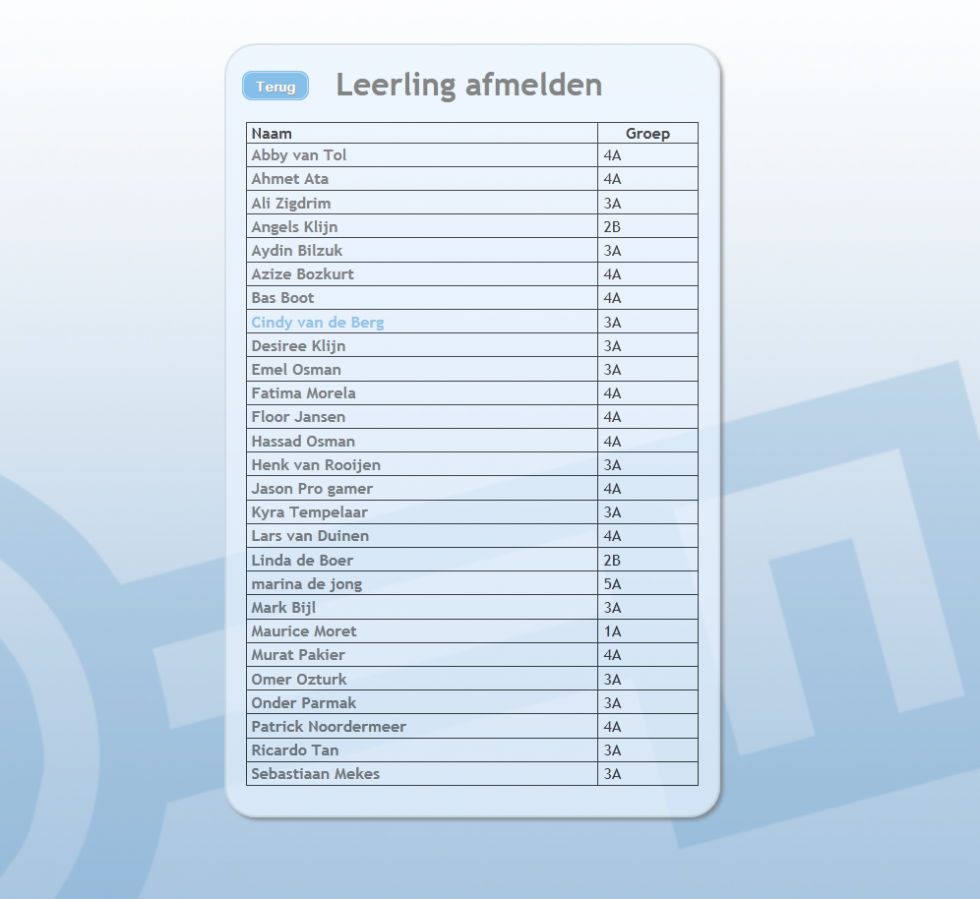 Terug Leerling afmelden
Naam Groep
Abby van Tol 4A
Ahmet Ata 4A
Ali Zigdrim 3A
Angels Klijn 2B
Aydin Bilzuk 3A
Azize Bozkurt 4A
Bas Boot 4A
Cindy van de Berg 3A
Desiree Klijn 3A
Emel Osman 3A
Fatima Morela 4A
Floor Jansen 4A
Hassad Osman 4A
Henk van Rooijen 3A
Jason Pro gamer 4A
Kyra Tempelaar 3A
Lars van Duinen 4A
Linda de Boer 2B
marina de jong 5A
Mark Bijl 3A
Maurice Moret 1A
Murat Pakier 4A
Omer Ozturk 3A
Onder Parmak 3A
Patrick Noordermeer 4A
Ricardo Tan 3A
Sebastiaan Mekes 3A